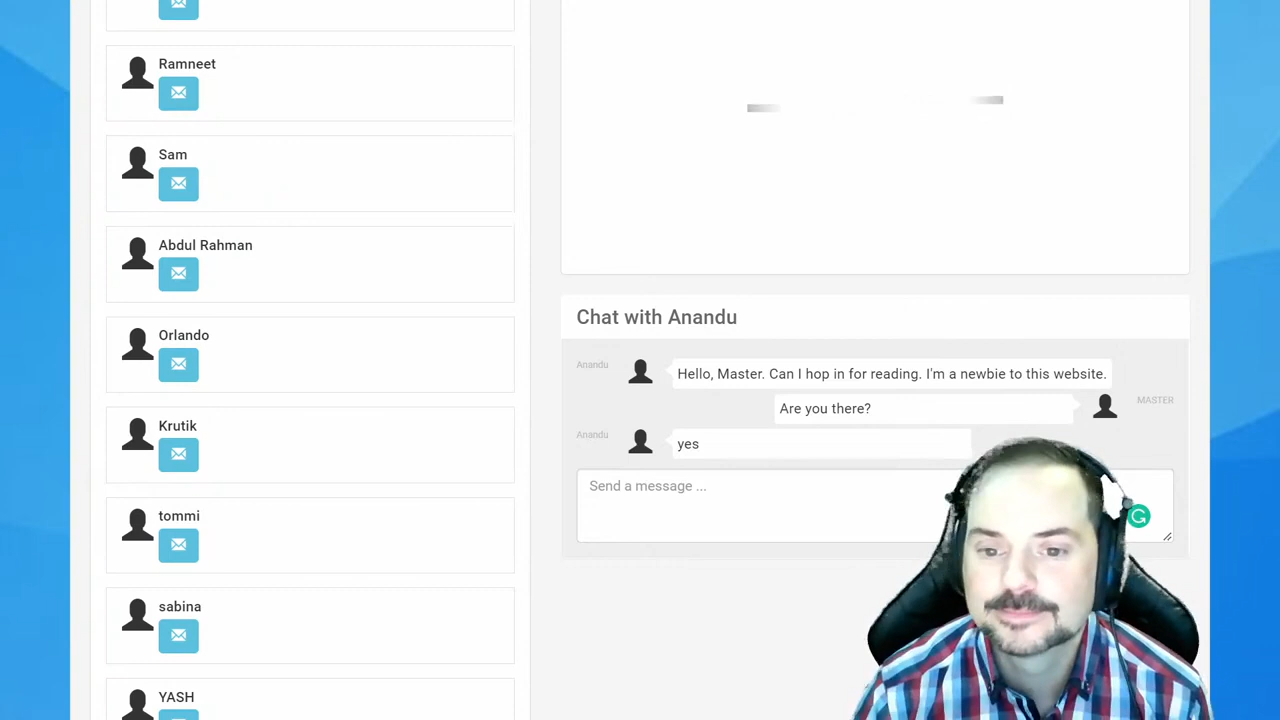 Ramneet
Sam
Abdul Rahman
Orlando
Krutik
tommi
sabina
YASH
Chat with Anandu
Anandu
Hello, Master. Can I hop in for reading. I'm a newbie to this website.
Are you there?
MASTER
Anandu
yes
Send a message ...